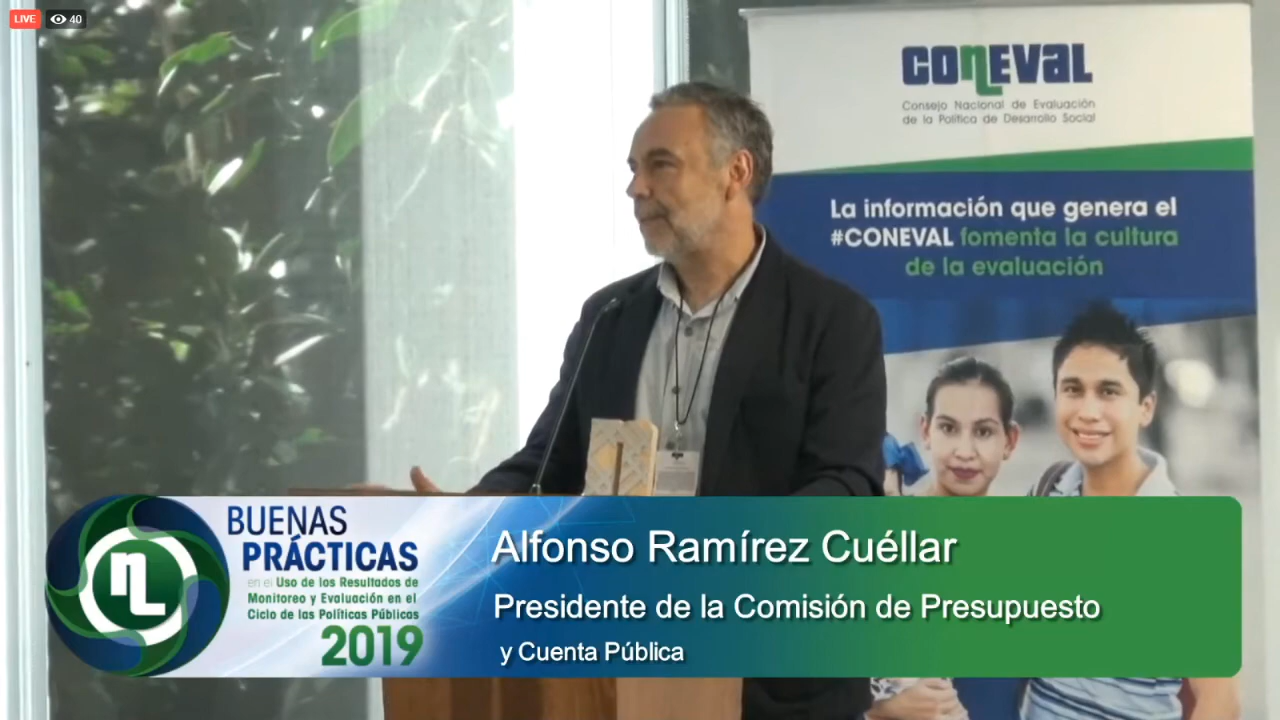 LIVE 40
CONEVAL
Consejo Nacional de Evaluación
de la Política de Desarrollo Social
La información que genera el
#CONEVAL fomenta la cultura
de la evaluación
BUENAS
PRÁCTICAS
en el Uso de los Resultados de
Monitoreo y Evaluación en el
Ciclo de las Políticas Públicas
2019
Alfonso Ramírez Cuéllar
Presidente de la Comisión de Presupuesto
y Cuenta Pública